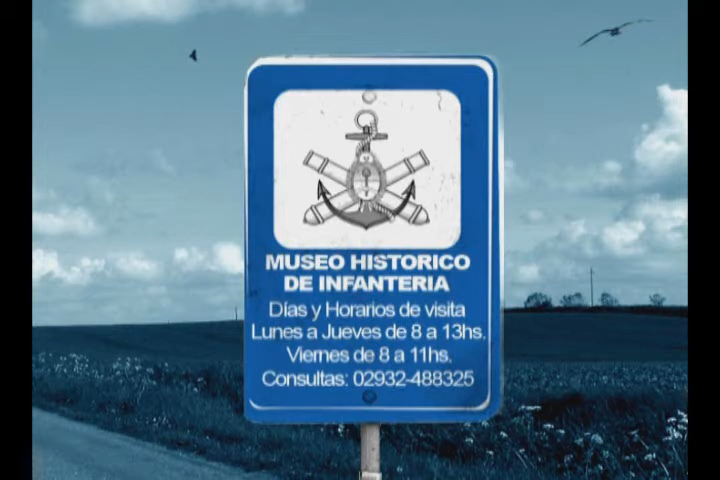 MUSEO HISTORICO
DE INFANTERIA
Días y Horarios de visita
Lunes a Jueves de 8 a 13hs.
Viernes de 8 a 11hs.
Consultas: 02932-488325